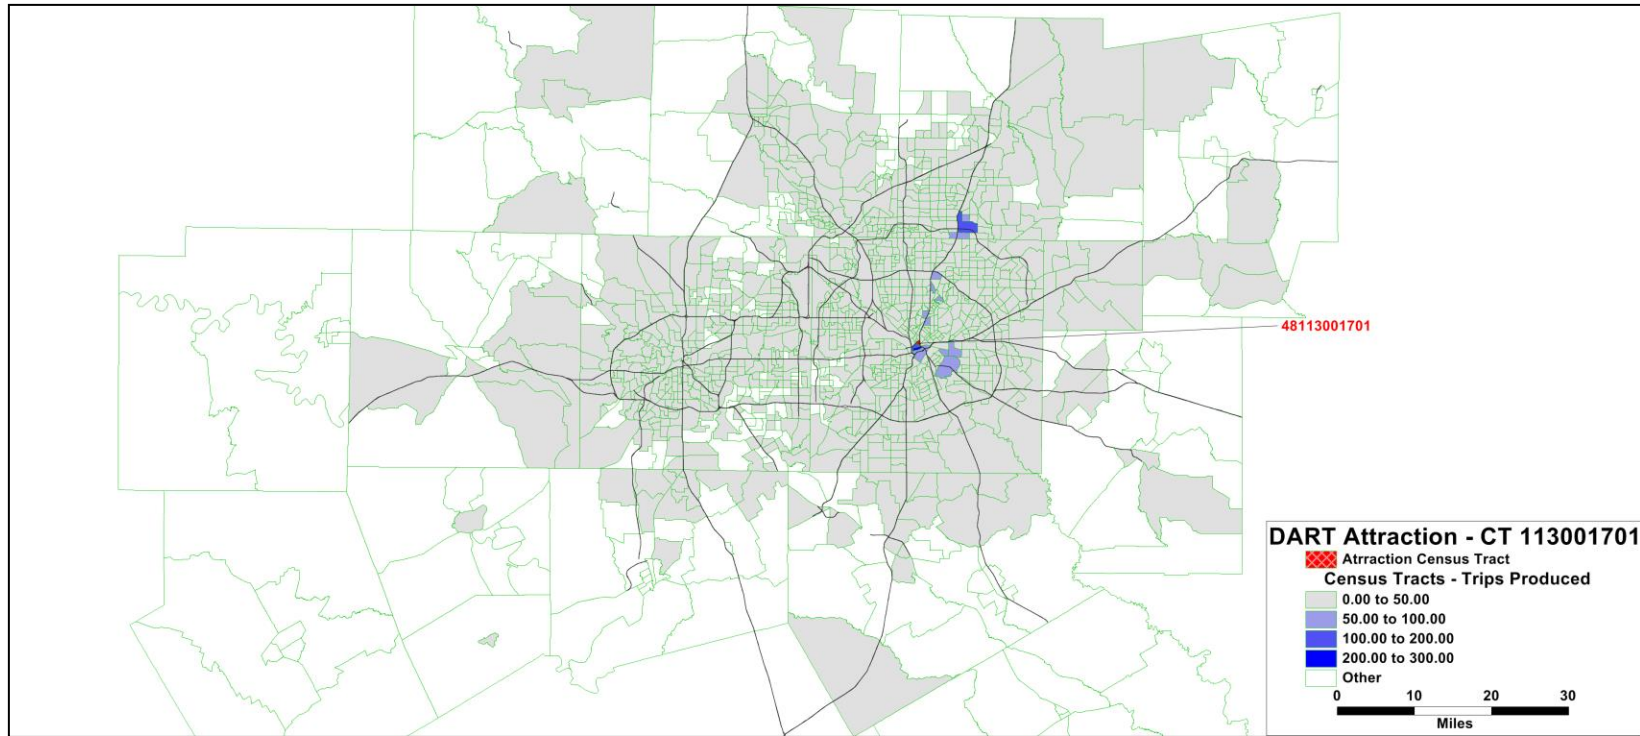 48113001701
DART Attraction - CT 113001701
Atrraction Census Tract
Census Tracts - Trips Produced
0.00 to 50.00
50.00 to 100.00
100.00 to 200.00
200.00 to 300.00
Other
0 10 20 30
Miles